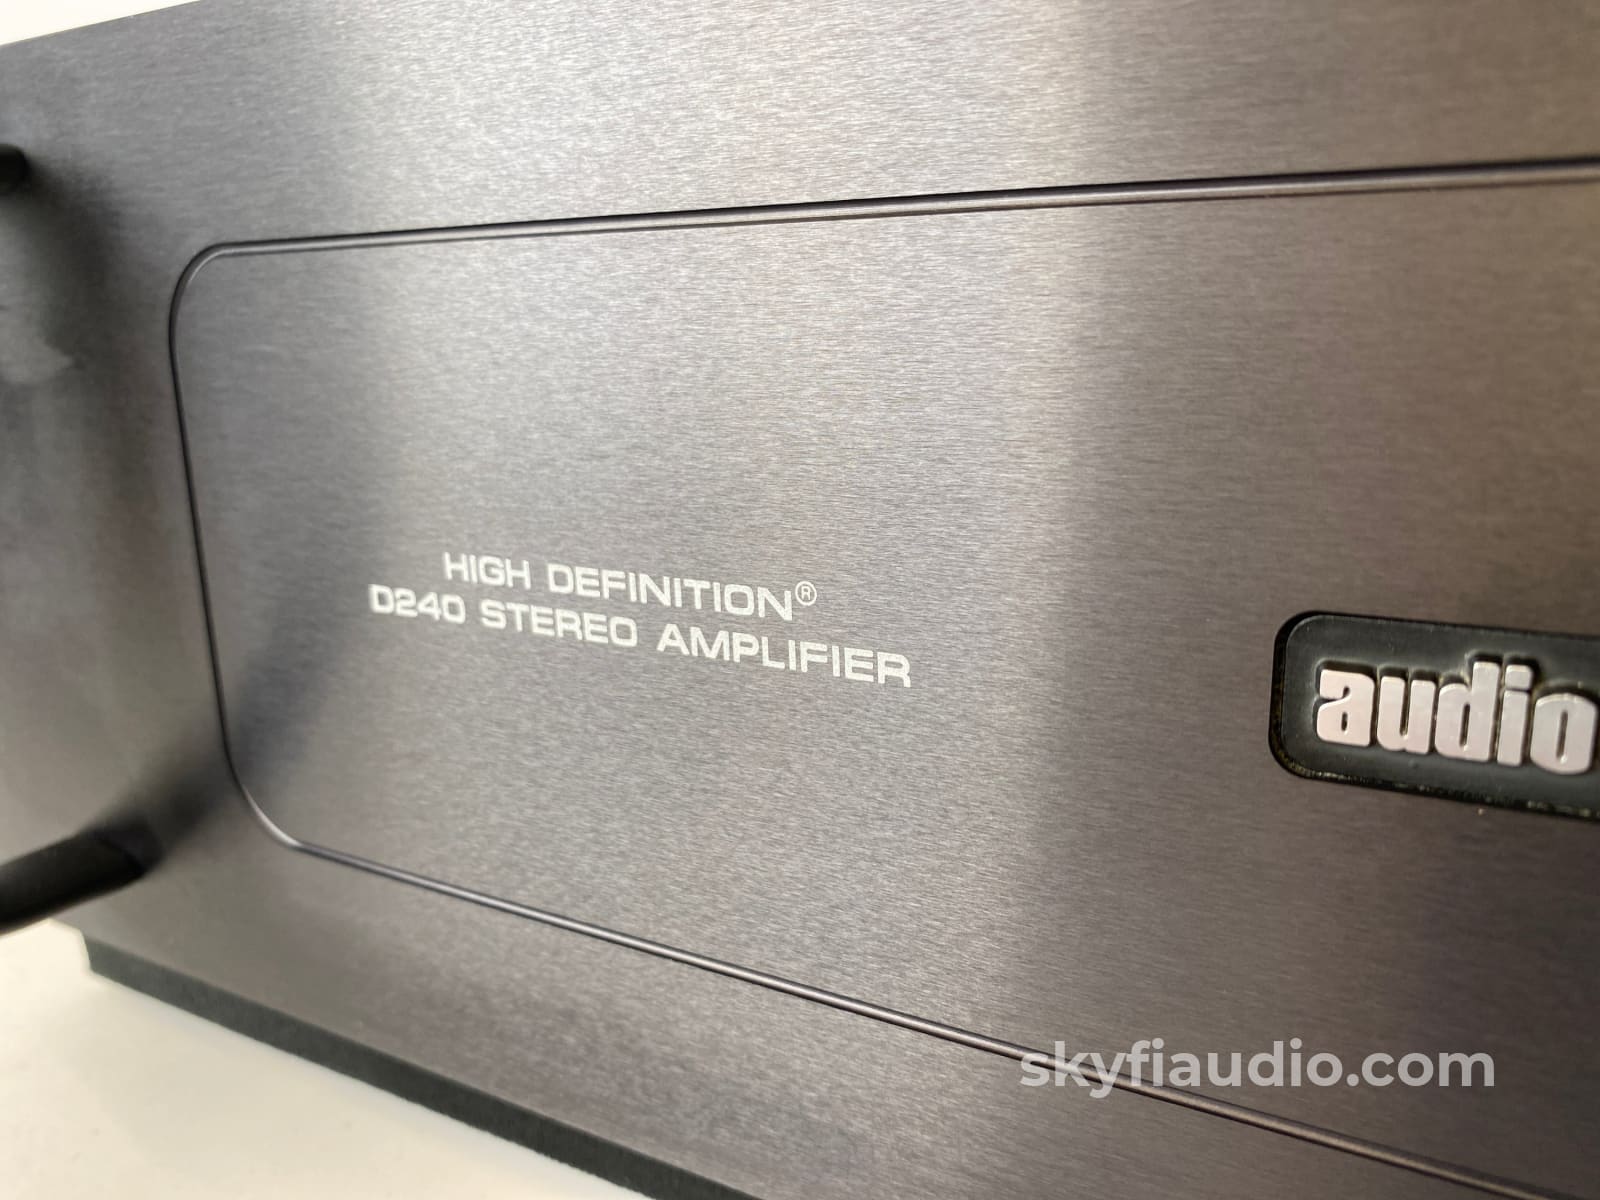 HIGH DEFINITION®
D240 STEREO AMPLIFIER
audio
skyfiaudio.com